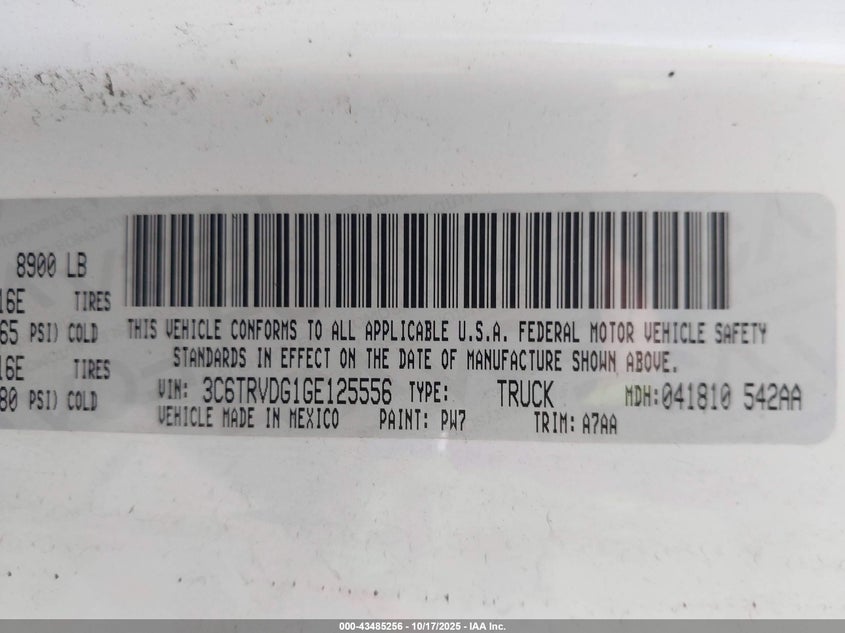 8900 LB
16E TIRES
65 PSI) COLD
16E TIRES
80 PSI) COLD
THIS VEHICLE CONFORMS TO ALL APPLICABLE U.S.A. FEDERAL MOTOR VEHICLE SAFETY
STANDARDS IN EFFECT ON THE DATE OF MANUFACTURE SHOWN ABOVE.
VIN: 3C6TRVDG1GE125556 TYPE: TRUCK MDH: 041810 542AA
VEHICLE MADE IN MEXICO PAINT: PW7 TRIM: A7AA
000-43485256 - 10/17/2025 - IAA Inc.